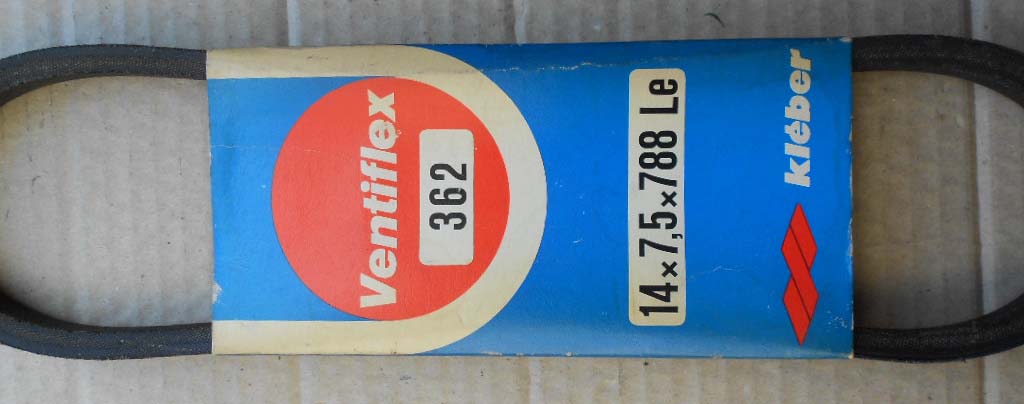 Ventiflex
362
14×7,5×788 Le
kléber